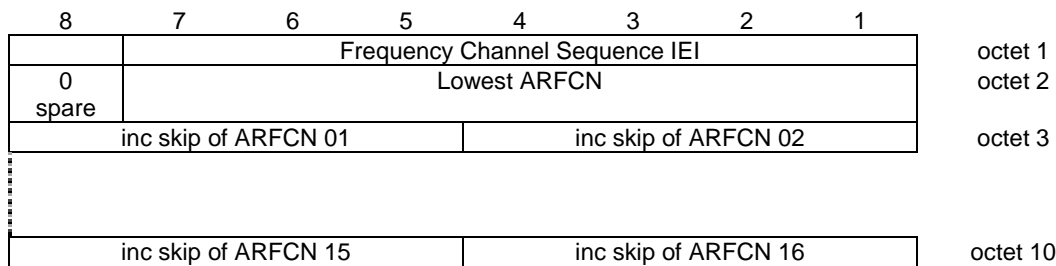 8 7 6 5 4 3 2 1
Frequency Channel Sequence IEI octet 1
0 Lowest ARFCN octet 2
spare
inc skip of ARFCN 01 inc skip of ARFCN 02 octet 3
inc skip of ARFCN 15 inc skip of ARFCN 16 octet 10